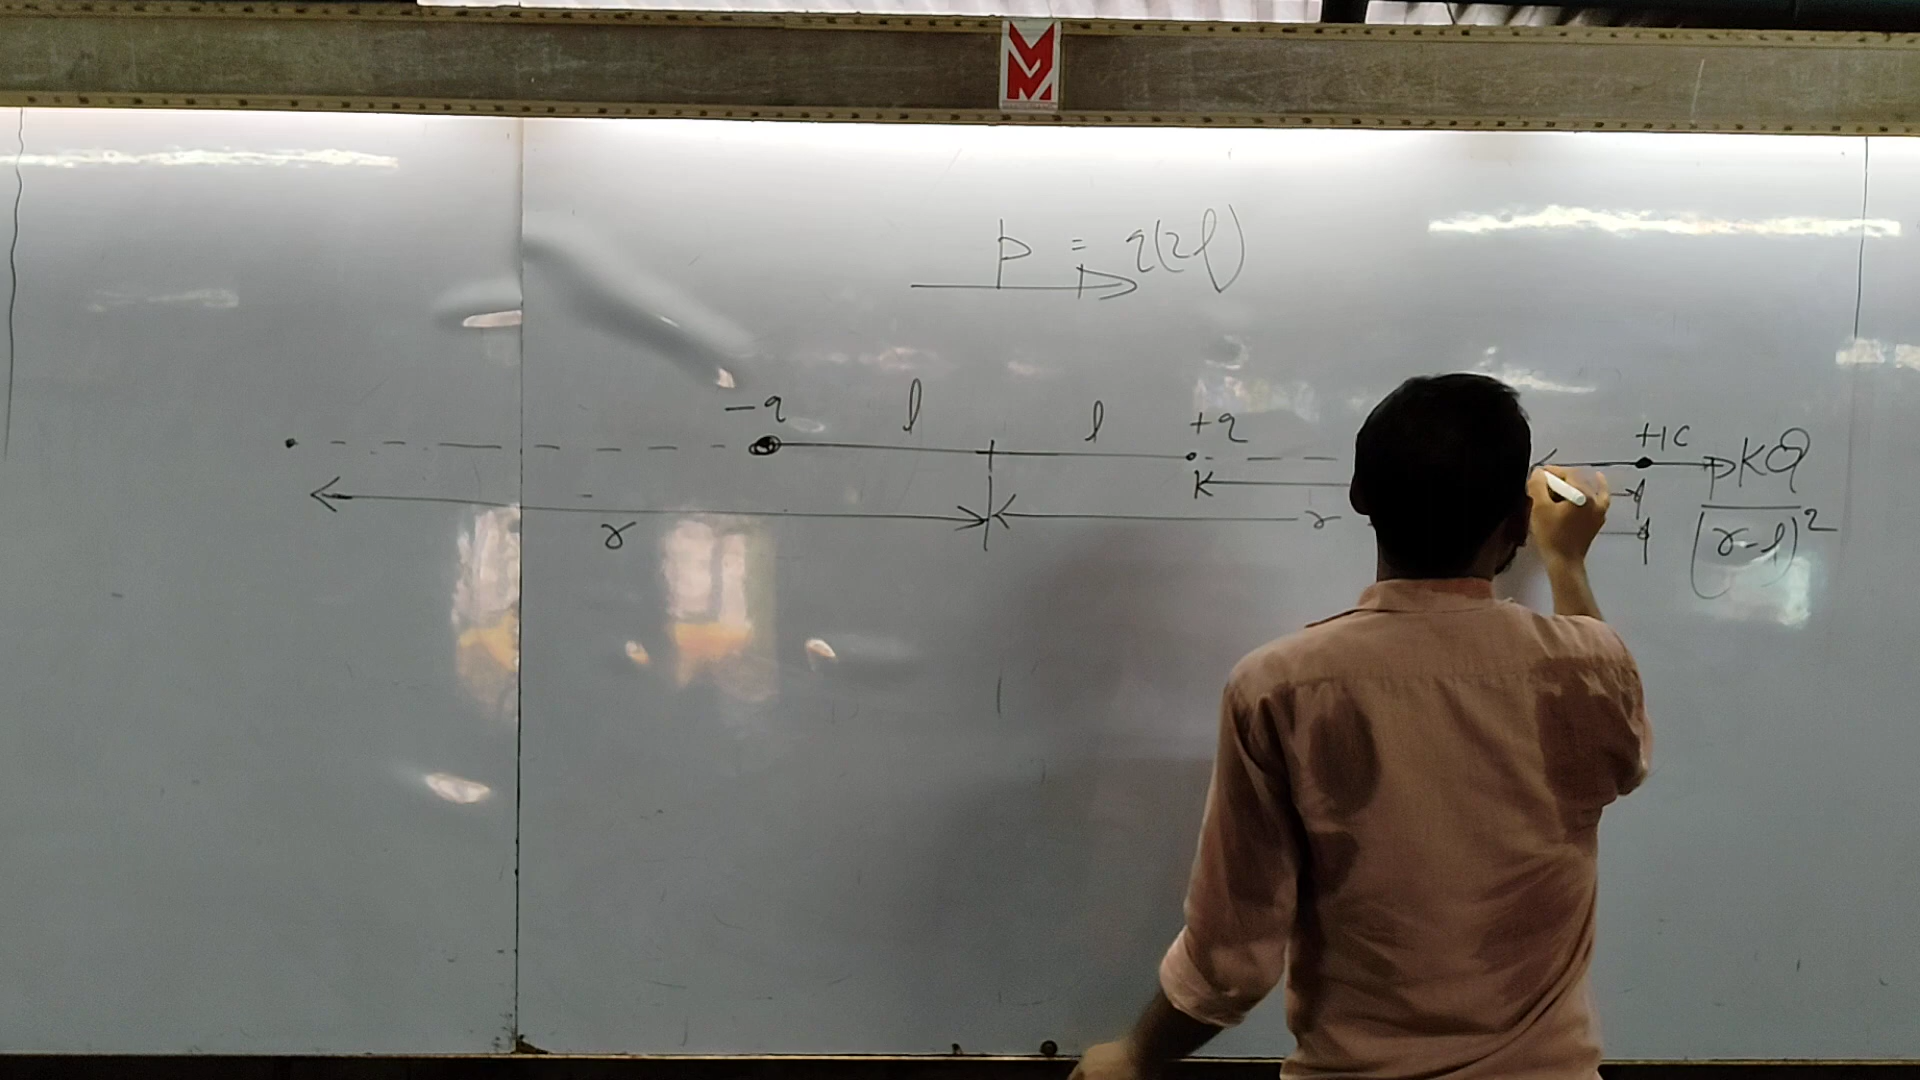 p = q(2l)
-q l l +q +1C KQ
r r (r-l)²